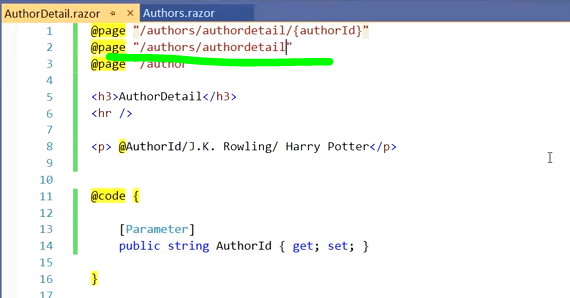 AuthorDetail.razor Authors.razor
1 @page "/authors/authordetail/{authorId}"
2 @page "/authors/authordetail"
3 @page "/author
4
5 <h3>AuthorDetail</h3>
6 <hr />
7
8 <p> @AuthorId/J.K. Rowling/ Harry Potter</p>
9
10
11 @code {
12
13 [Parameter]
14 public string AuthorId { get; set; }
15
16 }